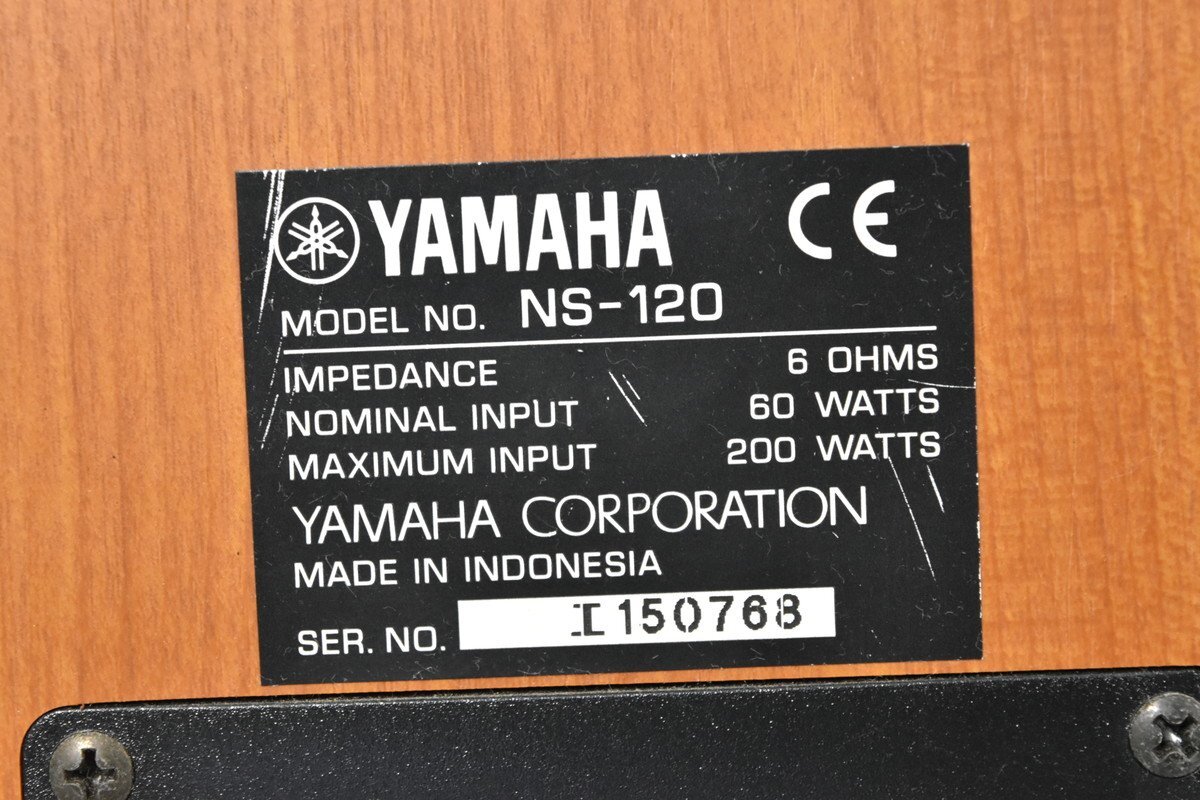 YAMAHA CE
MODEL NO. NS-120
IMPEDANCE 6 OHMS
NOMINAL INPUT 60 WATTS
MAXIMUM INPUT 200 WATTS
YAMAHA CORPORATION
MADE IN INDONESIA
SER. NO. I150768